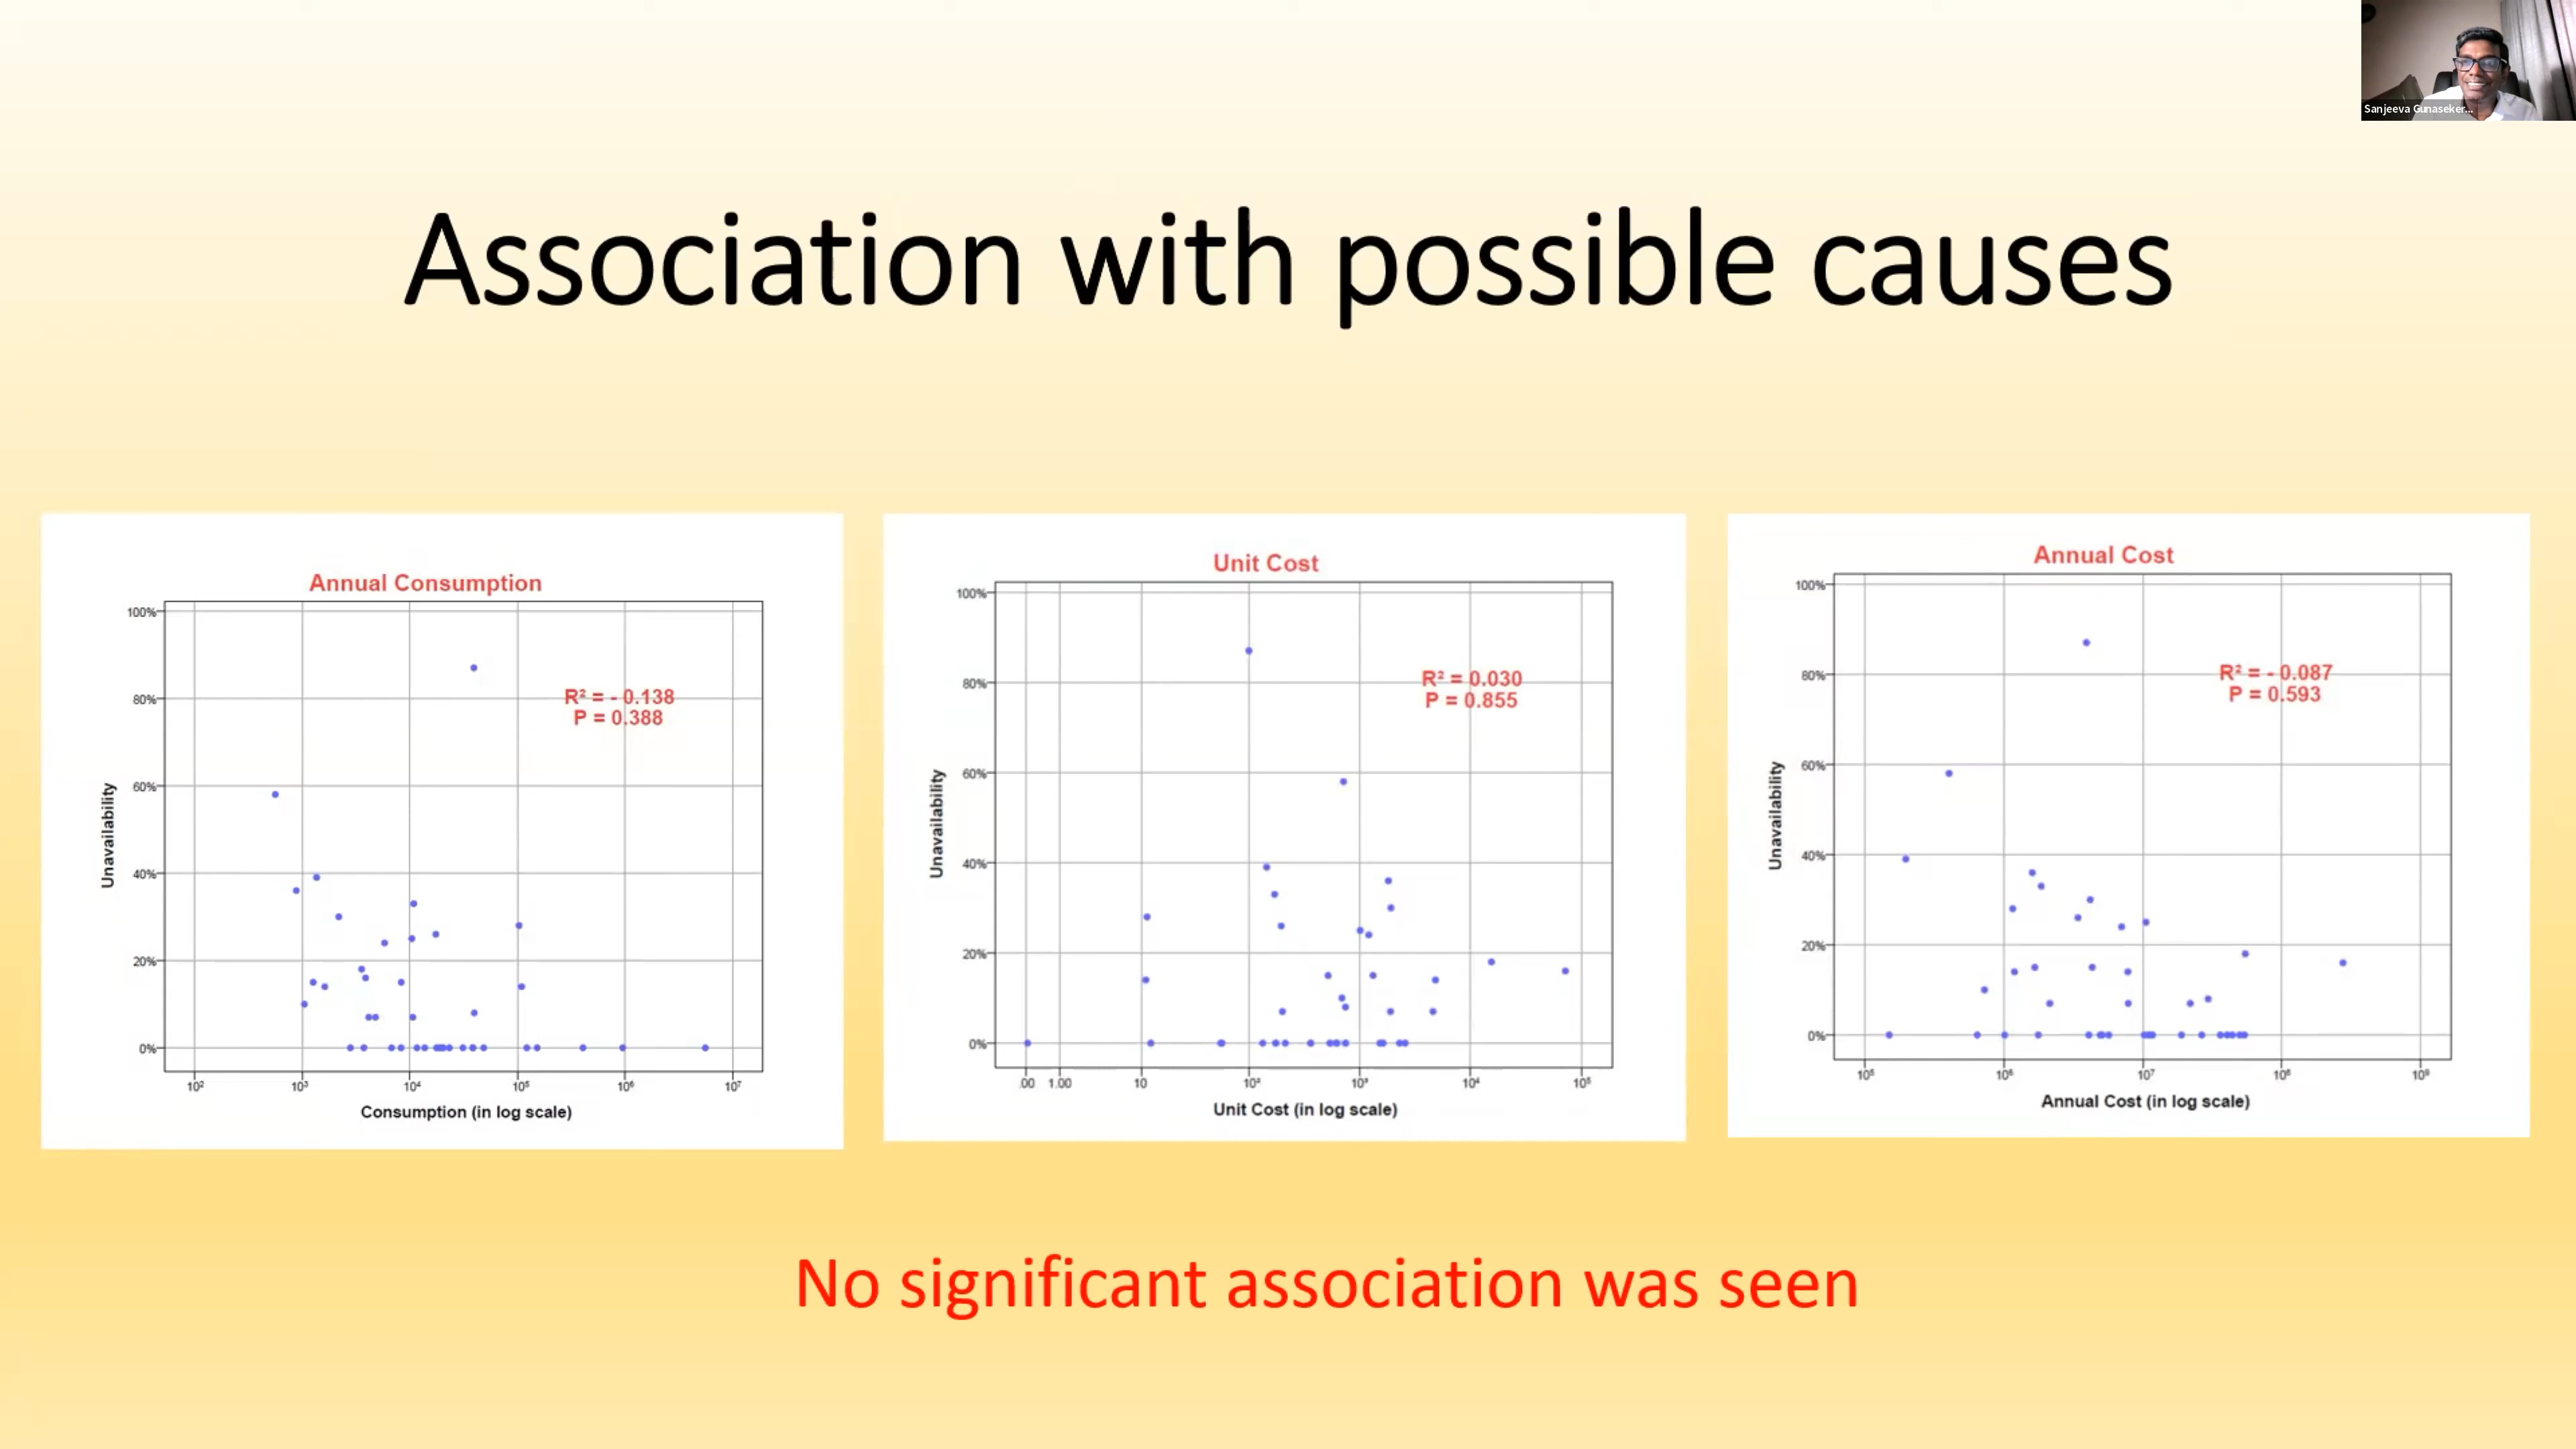 Sanjeeva Gunaseker...
Association with possible causes
Annual Consumption
100%
80%
60%
40%
20%
0%
Unavailability
R² = - 0.138
P = 0.388
10²
10³
10⁴
10⁵
10⁶
10⁷
Consumption (in log scale)
Unit Cost
100%
80%
60%
40%
20%
0%
Unavailability
R² = 0.030
P = 0.855
.00
1.00
10
10²
10³
10⁴
10⁵
Unit Cost (in log scale)
Annual Cost
100%
80%
60%
40%
20%
0%
Unavailability
R² = - 0.087
P = 0.593
10⁵
10⁶
10⁷
10⁸
10⁹
Annual Cost (in log scale)
No significant association was seen